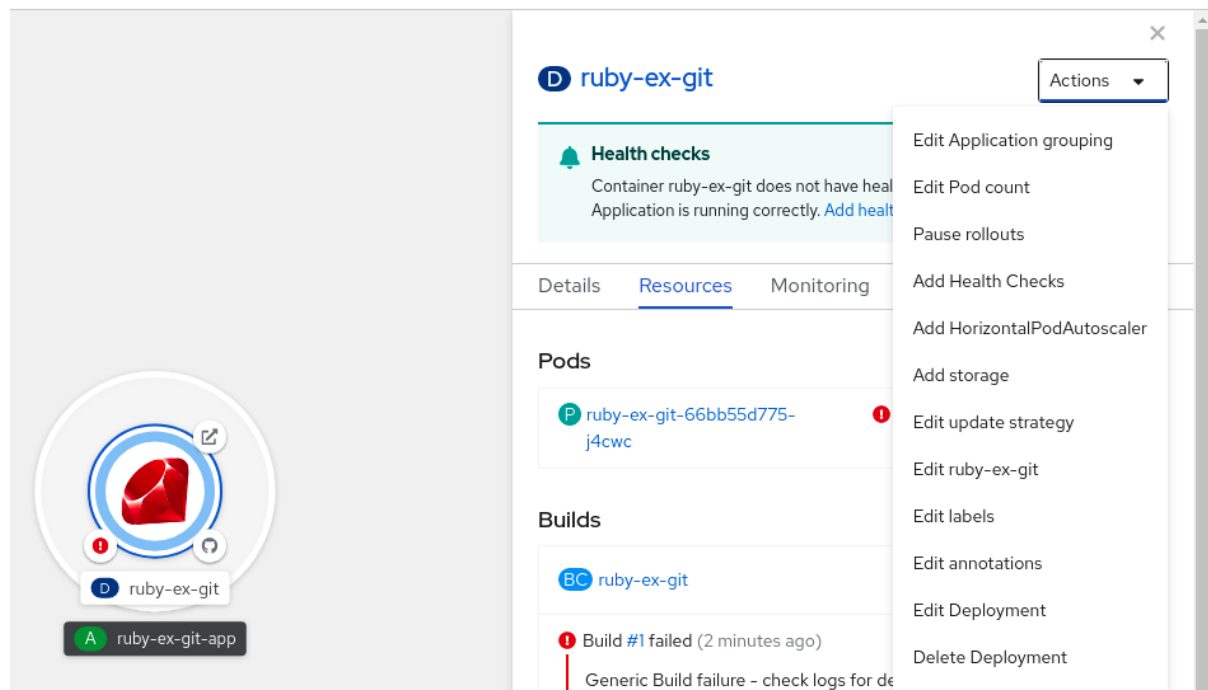 D ruby-ex-git
Actions
Health checks
Container ruby-ex-git does not have
Application is running correctly. Add
Details Resources Monitoring
Pods
P ruby-ex-git-66bb55d775-
j4cwc
Builds
BC ruby-ex-git
Build #1 failed (2 minutes ago)
Generic Build failure - check logs for
Edit Application grouping
Edit Pod count
Pause rollouts
Add Health Checks
Add HorizontalPodAutoscaler
Add storage
Edit update strategy
Edit ruby-ex-git
Edit labels
Edit annotations
Edit Deployment
Delete Deployment
D ruby-ex-git
A ruby-ex-git-app